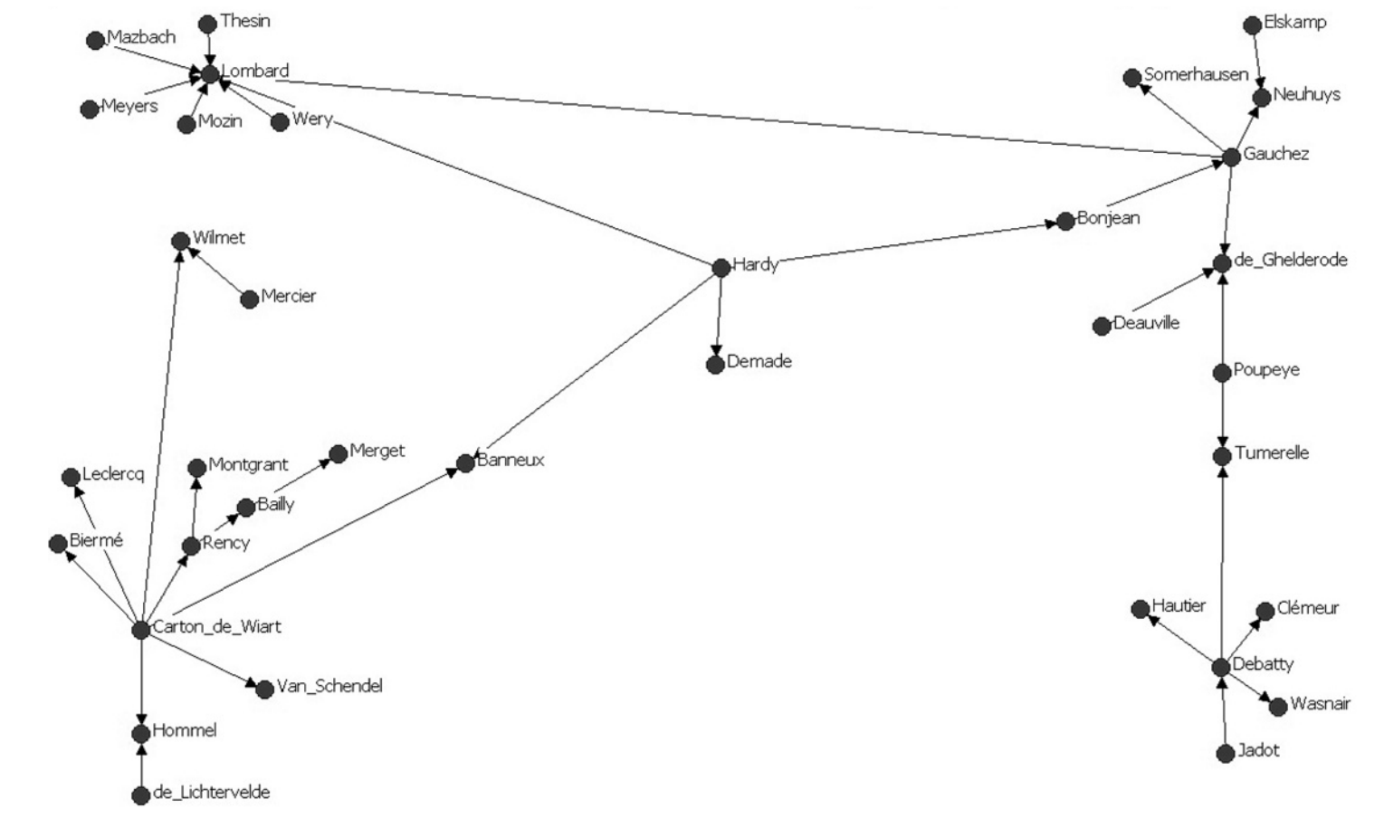 Thesin
Elskamp
Mazbach
Lombard
Somerhausen
Neuhuys
Meyers
Mozin
Wery
Gauchez
Bonjean
Wilmet
Hardy
de_Ghelderode
Mercier
Deauville
Demade
Poupeye
Merget
Montgrant
Banneux
Tumerelle
Leclercq
Bailly
Biermé
Rency
Hautier
Clémeur
Carton_de_Wiart
Debatty
Van_Schendel
Wasnair
Hommel
Jadot
de_Lichtervelde